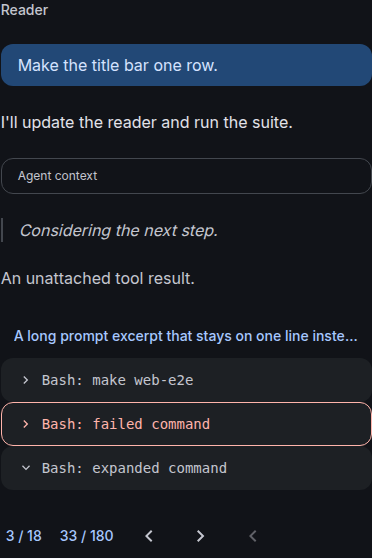 Reader
Make the title bar one row.
I'll update the reader and run the suite.
Agent context
Considering the next step.
An unattached tool result.
A long prompt excerpt that stays on one line inste...
Bash: make web-e2e
Bash: failed command
Bash: expanded command
3 / 18 33 / 180